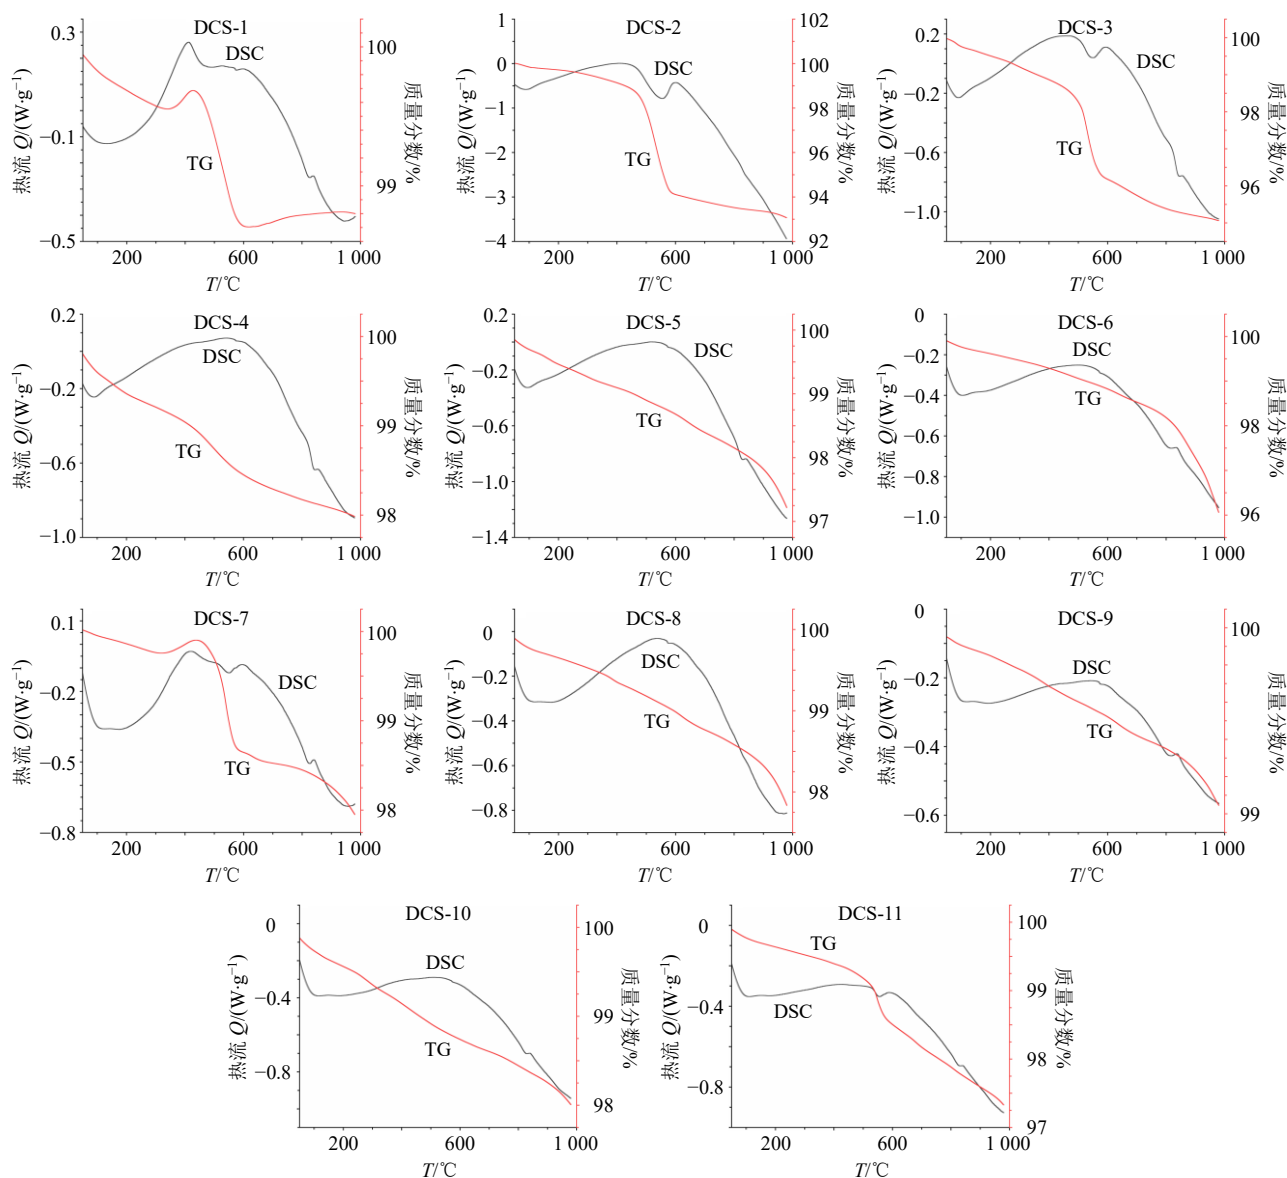 DCS-1
DSC
TG
0.3
−0.1
−0.5
100
99
200
600
1 000
热流 Q/(W·g⁻¹)
质量分数/%
T/℃
DCS-2
DSC
TG
1
0
−1
−2
−3
−4
102
100
98
96
94
92
200
600
1 000
热流 Q/(W·g⁻¹)
质量分数/%
T/℃
DCS-3
DSC
TG
0.2
−0.2
−0.6
−1.0
100
98
96
200
600
1 000
热流 Q/(W·g⁻¹)
质量分数/%
T/℃
DCS-4
DSC
TG
0.2
−0.2
−0.6
−1.0
100
99
98
200
600
1 000
热流 Q/(W·g⁻¹)
质量分数/%
T/℃
DCS-5
DSC
TG
0.2
−0.2
−0.6
−1.0
−1.4
100
99
98
97
200
600
1 000
热流 Q/(W·g⁻¹)
质量分数/%
T/℃
DCS-6
DSC
TG
0
−0.2
−0.4
−0.6
−0.8
−1.0
100
98
96
200
600
1 000
热流 Q/(W·g⁻¹)
质量分数/%
T/℃
DCS-7
DSC
TG
0.1
−0.2
−0.5
−0.8
100
99
98
200
600
1 000
热流 Q/(W·g⁻¹)
质量分数/%
T/℃
DCS-8
DSC
TG
0
−0.2
−0.4
−0.6
−0.8
100
99
98
200
600
1 000
热流 Q/(W·g⁻¹)
质量分数/%
T/℃
DCS-9
DSC
TG
0
−0.2
−0.4
−0.6
100
99
200
600
1 000
热流 Q/(W·g⁻¹)
质量分数/%
T/℃
DCS-10
DSC
TG
0
−0.4
−0.8
100
99
98
200
600
1 000
热流 Q/(W·g⁻¹)
质量分数/%
T/℃
DCS-11
TG
DSC
0
−0.4
−0.8
100
99
98
97
200
600
1 000
热流 Q/(W·g⁻¹)
质量分数/%
T/℃